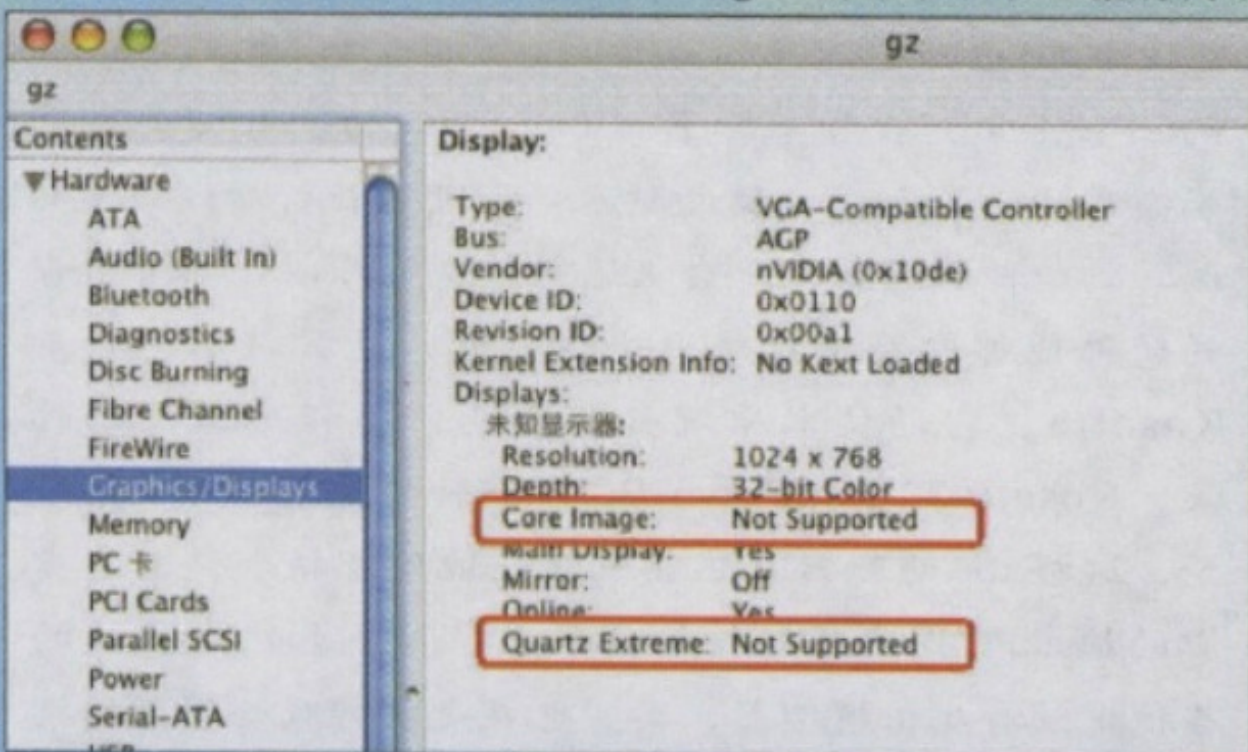 gz
gz
Contents
Hardware
ATA
Audio (Built In)
Bluetooth
Diagnostics
Disc Burning
Fibre Channel
FireWire
Graphics/Displays
Memory
PC 卡
PCI Cards
Parallel SCSI
Power
Serial-ATA
USB
Display:
Type: VGA-Compatible Controller
Bus: AGP
Vendor: nVIDIA (0x10de)
Device ID: 0x0110
Revision ID: 0x00a1
Kernel Extension Info: No Kext Loaded
Displays:
未知显示器:
Resolution: 1024 x 768
Depth: 32-bit Color
Core Image: Not Supported
Main Display: Yes
Mirror: Off
Online: Yes
Quartz Extreme: Not Supported